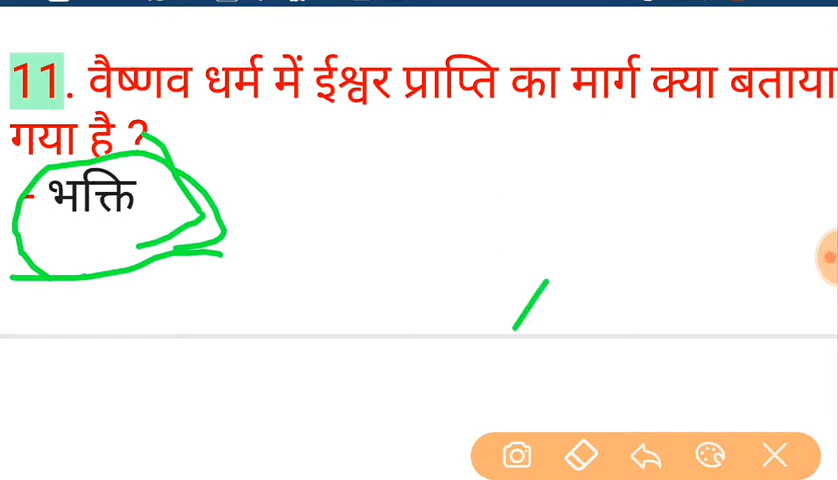 11. वैष्णव धर्म में ईश्वर प्राप्ति का मार्ग क्या बताया
गया है ?
- भक्ति